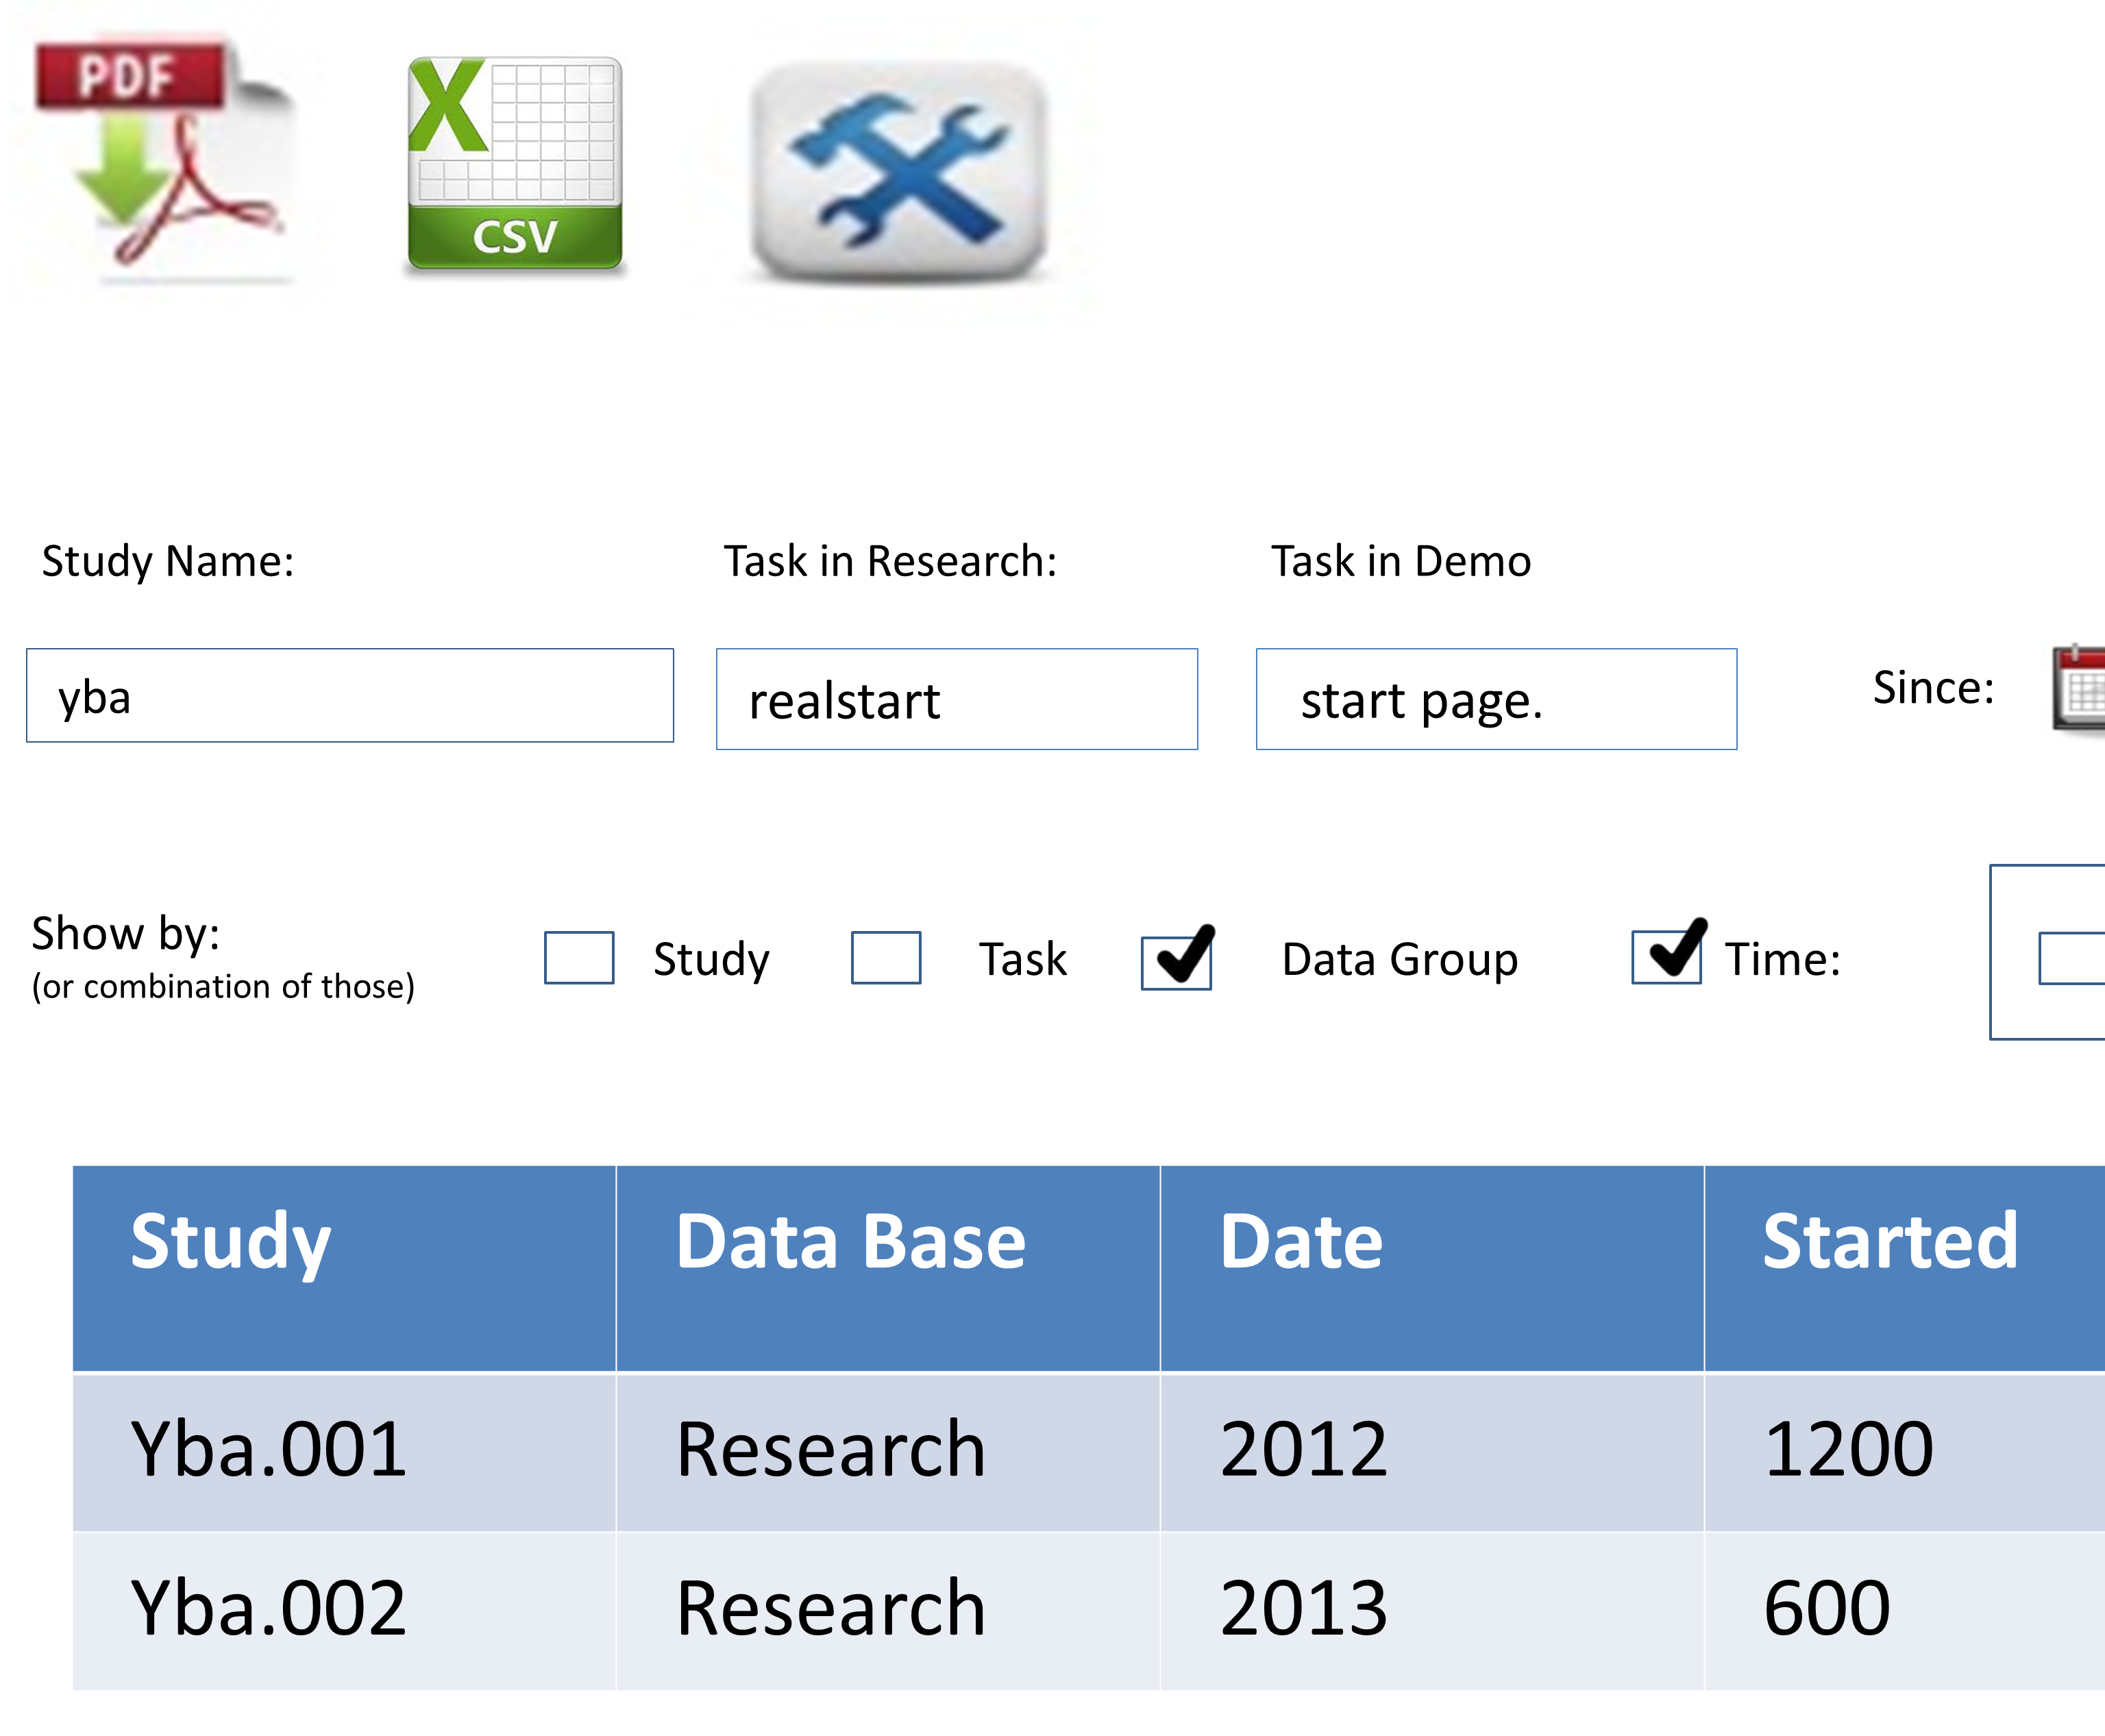 PDF
X
CSV
Study Name: Task in Research: Task in Demo
yba realstart start page. Since:
Show by:
(or combination of those)
Study Task Data Group Time:
Study Data Base Date Started
Yba.001 Research 2012 1200
Yba.002 Research 2013 600